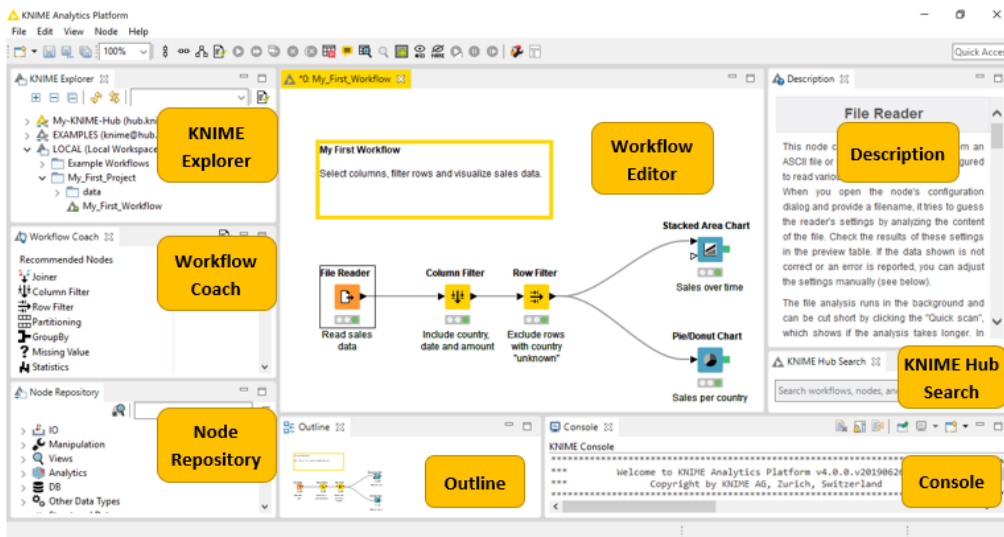 KNIME Analytics Platform
File Edit View Node Help
100%
Quick Acces
KNIME Explorer
My-KNIME-Hub (hub.kni
EXAMPLES (knime@hub.
LOCAL (Local Workspace
Example Workflows
My_First_Project
data
My_First_Workflow
KNIME
Explorer
Workflow Coach
Recommended Nodes
Joiner
Column Filter
Row Filter
Partitioning
GroupBy
Missing Value
Statistics
Workflow
Coach
Node Repository
IO
Manipulation
Views
Analytics
DB
Other Data Types
Node
Repository
*0: My_First_Workflow
My First Workflow
Select columns, filter rows and visualize sales data.
Workflow
Editor
File Reader
Read sales
data
Column Filter
Include country,
date and amount
Row Filter
Exclude rows
with country
"unknown"
Stacked Area Chart
Sales over time
Pie/Donut Chart
Sales per country
Outline
Outline
Console
KNIME Console
***********************************************************
*** Welcome to KNIME Analytics Platform v4.0.0.v2019062
*** Copyright by KNIME AG, Zurich, Switzerland
***********************************************************
Console
Description
File Reader
This node c om an
ASCII file or gured
to read vario
When you open the node's configuration
dialog and provide a filename, it tries to guess
the reader's settings by analyzing the content
of the file. Check the results of these settings
in the preview table. If the data shown is not
correct or an error is reported, you can adjust
the settings manually (see below).
The file analysis runs in the background and
can be cut short by clicking the "Quick scan",
which shows if the analysis takes longer. In
Description
KNIME Hub Search
Search workflows, nodes, an
KNIME Hub
Search